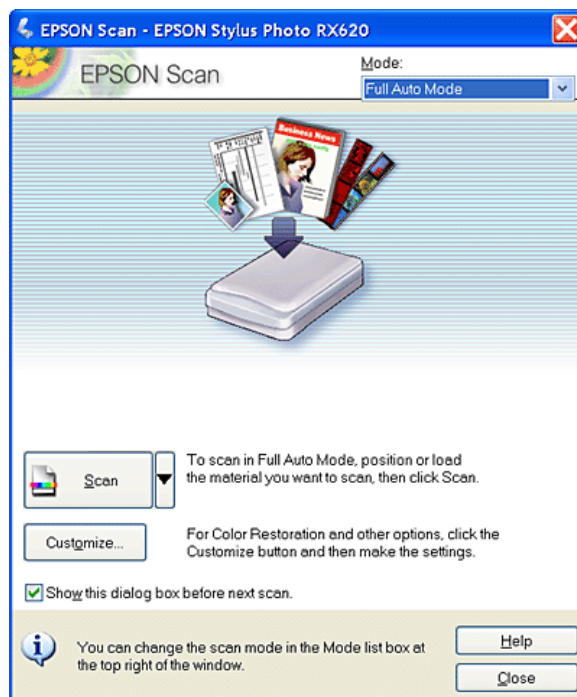 EPSON Scan - EPSON Stylus Photo RX620
EPSON Scan
Mode:
Full Auto Mode
Business News
Scan
To scan in Full Auto Mode, position or load
the material you want to scan, then click Scan.
Customize...
For Color Restoration and other options, click the
Customize button and then make the settings.
Show this dialog box before next scan.
You can change the scan mode in the Mode list box at
the top right of the window.
Help
Close